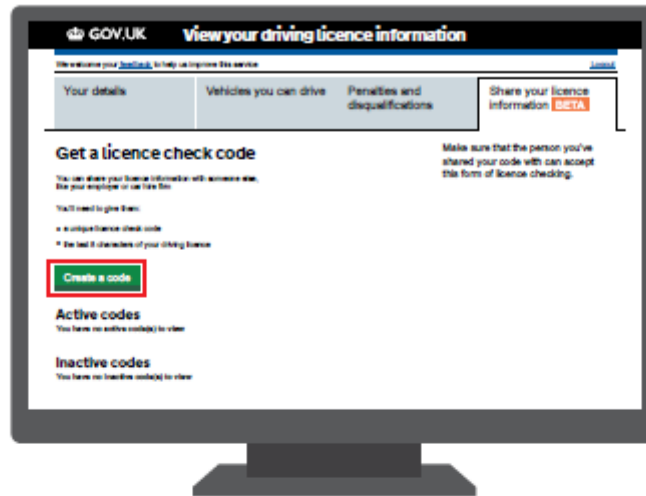 GOV.UK View your driving licence information
We welcome your feedback, to help us improve this service Logout
Your details Vehicles you can drive Penalties and disqualifications Share your licence information BETA
Get a licence check code
Make sure that the person you've
shared your code with can accept
this form of licence checking.
You can share your licence information with someone else,
like your employer or car hire firm
You'll need to give them:
• a unique licence check code
• the last 8 characters of your driving licence
Create a code
Active codes
You have no active code(s) to view
Inactive codes
You have no inactive code(s) to view